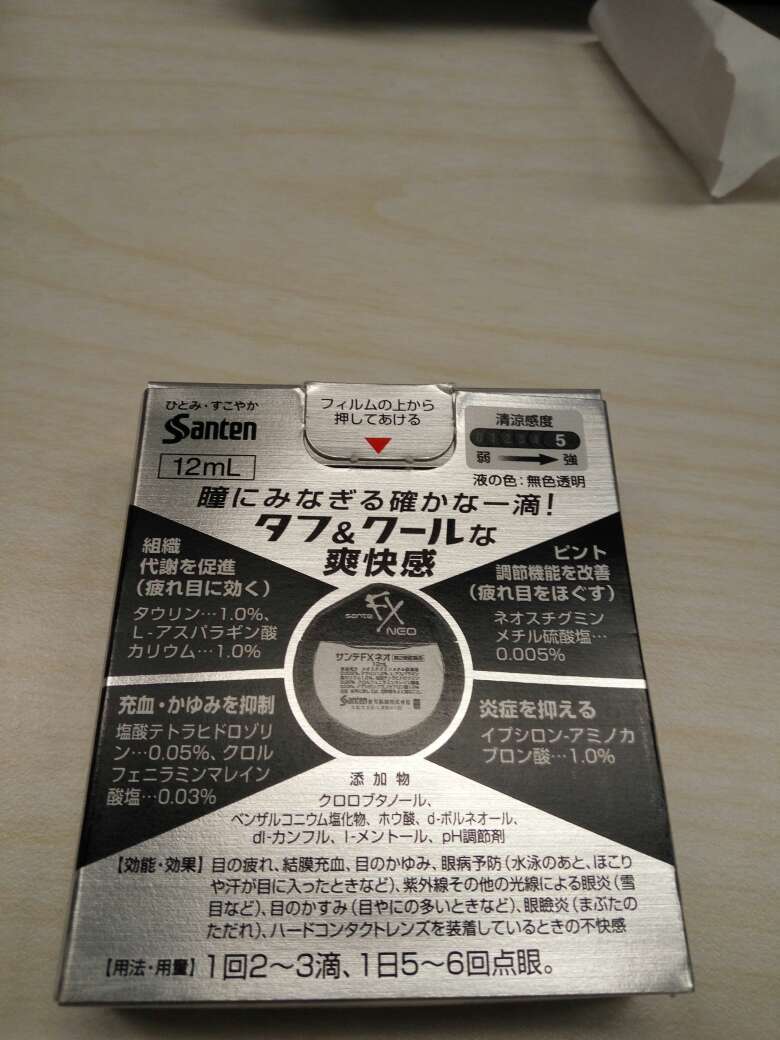 ひとみ・すこやか
Santen
12mL
フィルムの上から
押してあける
清涼感度
5
弱 強
液の色:無色透明
瞳にみなぎる確かな一滴!
タフ&クールな
爽快感
組織
代謝を促進
(疲れ目に効く)
タウリン…1.0%、
L-アスパラギン酸
カリウム…1.0%
ピント
調節機能を改善
(疲れ目をほぐす)
ネオスチグミン
メチル硫酸塩…
0.005%
sante FX
NEO
サンテFXネオ
12mL
Santen
充血・かゆみを抑制
塩酸テトラヒドロゾリ
ン…0.05%、クロル
フェニラミンマレイン
酸塩…0.03%
炎症を抑える
イプシロン-アミノカ
プロン酸…1.0%
添加物
クロロブタノール、
ベンザルコニウム塩化物、ホウ酸、d-ボルネオール、
dl-カンフル、l-メントール、pH調節剤
【効能・効果】目の疲れ、結膜充血、目のかゆみ、眼病予防(水泳のあと、ほこり
や汗が目に入ったときなど)、紫外線その他の光線による眼炎(雪
目など)、目のかすみ(目やにの多いときなど)、眼瞼炎(まぶたの
ただれ)、ハードコンタクトレンズを装着しているときの不快感
【用法・用量】1回2~3滴、1日5~6回点眼。